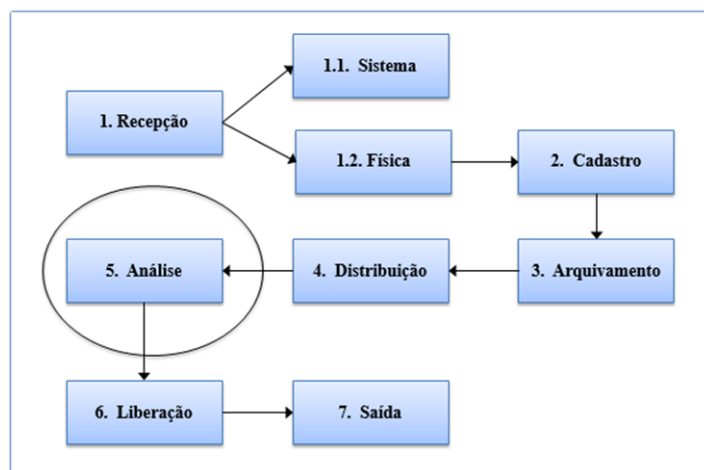 1.1. Sistema
1. Recepção
1.2. Física
2. Cadastro
5. Análise
4. Distribuição
3. Arquivamento
6. Liberação
7. Saída